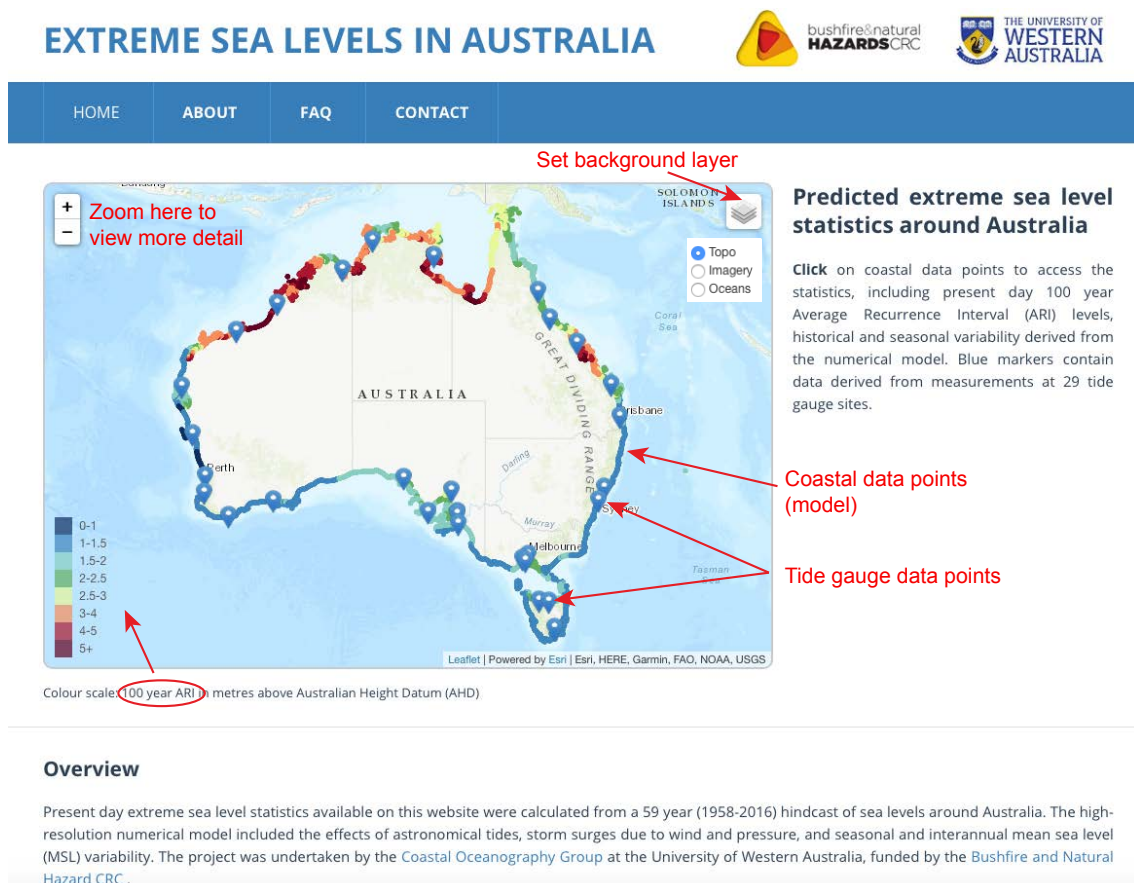 EXTREME SEA LEVELS IN AUSTRALIA
bushfire&natural
HAZARDSCRC
THE UNIVERSITY OF
WESTERN
AUSTRALIA
HOME
ABOUT
FAQ
CONTACT
Set background layer
+
−
Zoom here to
view more detail
SOLOMON
ISLANDS
Topo
Imagery
Oceans
Coral
Sea
GREAT DIVIDING RANGE
AUSTRALIA
risbane
Darling
Perth
Sydney
Murray
Melbourne
Tasman
Sea
0-1
1-1.5
1.5-2
2-2.5
2.5-3
3-4
4-5
5+
Leaflet | Powered by Esri | Esri, HERE, Garmin, FAO, NOAA, USGS
Colour scale: 100 year ARI in metres above Australian Height Datum (AHD)
Predicted extreme sea level
statistics around Australia
Click on coastal data points to access the
statistics, including present day 100 year
Average Recurrence Interval (ARI) levels,
historical and seasonal variability derived from
the numerical model. Blue markers contain
data derived from measurements at 29 tide
gauge sites.
Coastal data points
(model)
Tide gauge data points
Overview
Present day extreme sea level statistics available on this website were calculated from a 59 year (1958-2016) hindcast of sea levels around Australia. The high-
resolution numerical model included the effects of astronomical tides, storm surges due to wind and pressure, and seasonal and interannual mean sea level
(MSL) variability. The project was undertaken by the Coastal Oceanography Group at the University of Western Australia, funded by the Bushfire and Natural
Hazard CRC .